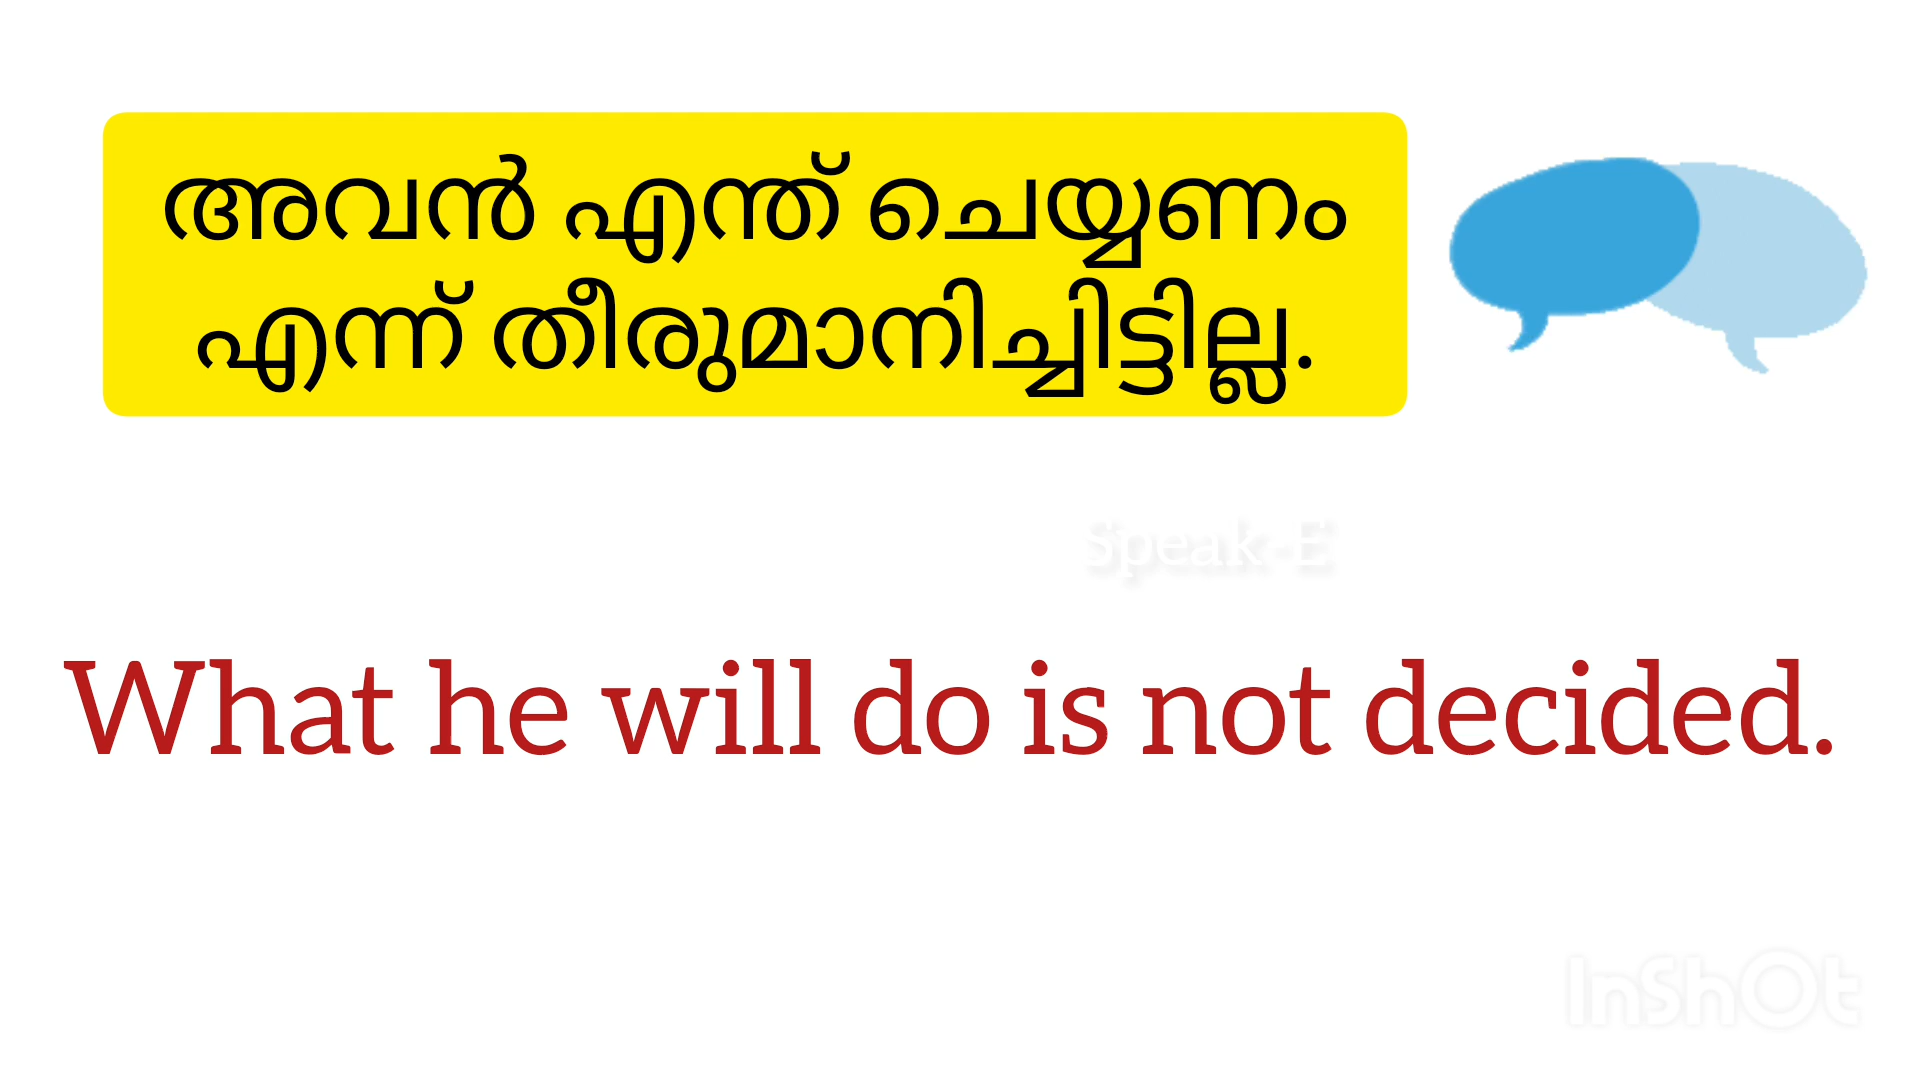 അവൻ എന്ത് ചെയ്യണം
എന്ന് തീരുമാനിച്ചിട്ടില്ല.
Speak-E
What he will do is not decided.
InShOt